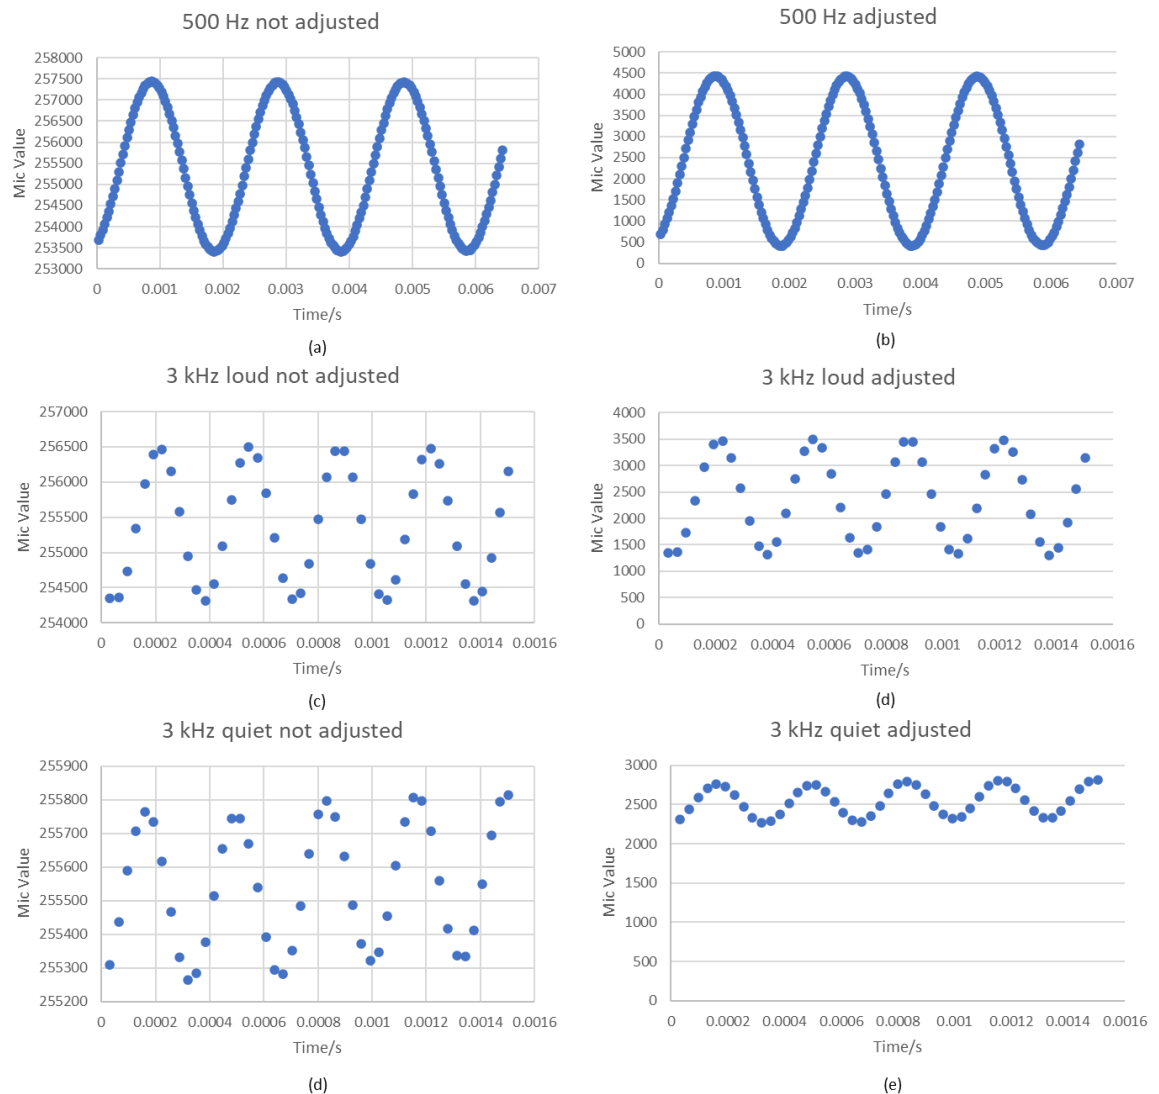 500 Hz not adjusted
258000
257500
257000
256500
256000
255500
255000
254500
254000
253500
253000
Mic Value
0 0.001 0.002 0.003 0.004 0.005 0.006 0.007
Time/s
(a)
500 Hz adjusted
5000
4500
4000
3500
3000
2500
2000
1500
1000
500
0
Mic Value
0 0.001 0.002 0.003 0.004 0.005 0.006 0.007
Time/s
(b)
3 kHz loud not adjusted
257000
256500
256000
255500
255000
254500
254000
Mic Value
0 0.0002 0.0004 0.0006 0.0008 0.001 0.0012 0.0014 0.0016
Time/s
(c)
3 kHz loud adjusted
4000
3500
3000
2500
2000
1500
1000
500
0
Mic Value
0 0.0002 0.0004 0.0006 0.0008 0.001 0.0012 0.0014 0.0016
Time/s
(d)
3 kHz quiet not adjusted
255900
255800
255700
255600
255500
255400
255300
255200
Mic Value
0 0.0002 0.0004 0.0006 0.0008 0.001 0.0012 0.0014 0.0016
Time/s
(d)
3 kHz quiet adjusted
3000
2500
2000
1500
1000
500
0
Mic Value
0 0.0002 0.0004 0.0006 0.0008 0.001 0.0012 0.0014 0.0016
Time/s
(e)